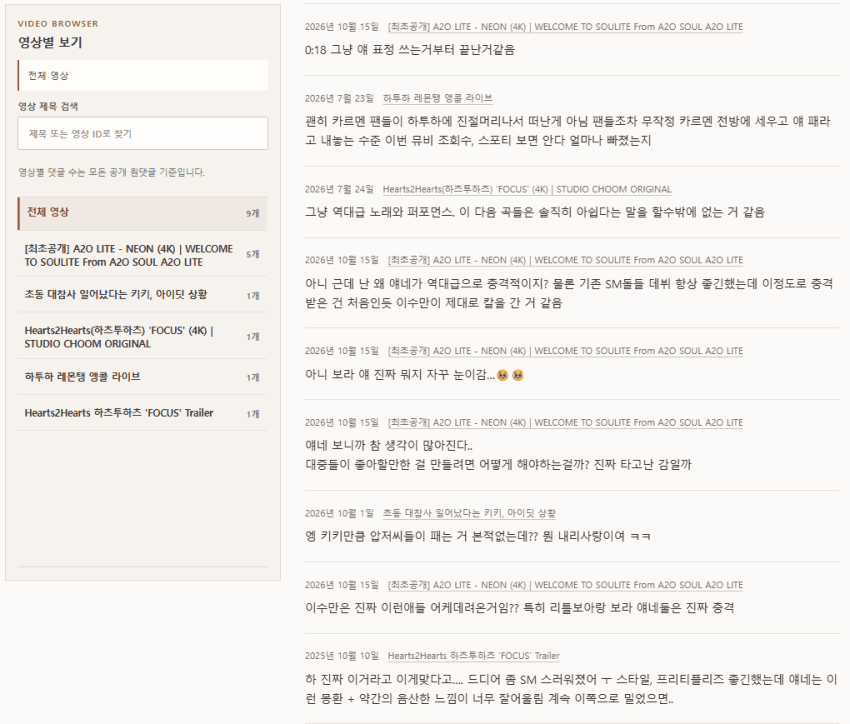 VIDEO BROWSER
영상별 보기
전체 영상
영상 제목 검색
제목 또는 영상 ID로 찾기
영상별 댓글 수는 모든 공개 원댓글 기준입니다.
전체 영상 9개
[최초공개] A2O LITE - NEON (4K) | WELCOME 5개
TO SOULITE From A2O SOUL A2O LITE
초동 대참사 일어났다는 키키, 아이딧 상황 1개
Hearts2Hearts(하츠투하츠) 'FOCUS' (4K) | 1개
STUDIO CHOOM ORIGINAL
하투하 레몬탱 앵콜 라이브 1개
Hearts2Hearts 하츠투하츠 'FOCUS' Trailer 1개
2026년 10월 15일 [최초공개] A2O LITE - NEON (4K) | WELCOME TO SOULITE From A2O SOUL A2O LITE
0:18 그냥 얘 표정 쓰는거부터 끝난거같음
2026년 7월 23일 하투하 레몬탱 앵콜 라이브
괜히 카르멘 팬들이 하투하에 진절머리나서 떠난게 아님 팬들조차 무작정 카르멘 전방에 세우고 얘 패라
고 내놓는 수준 이번 뮤비 조회수, 스포티 보면 안다 얼마나 빠졌는지
2026년 7월 24일 Hearts2Hearts(하츠투하츠) 'FOCUS' (4K) | STUDIO CHOOM ORIGINAL
그냥 역대급 노래와 퍼포먼스. 이 다음 곡들은 솔직히 아쉽다는 말을 할수밖에 없는 거 같음
2026년 10월 15일 [최초공개] A2O LITE - NEON (4K) | WELCOME TO SOULITE From A2O SOUL A2O LITE
아니 근데 난 왜 얘네가 역대급으로 충격적이지? 물론 기존 SM돌들 데뷔 항상 좋긴했는데 이정도로 충격
받은 건 처음인듯 이수만이 제대로 칼을 간 거 같음
2026년 10월 15일 [최초공개] A2O LITE - NEON (4K) | WELCOME TO SOULITE From A2O SOUL A2O LITE
아니 보라 얘 진짜 뭐지 자꾸 눈이감...
2026년 10월 15일 [최초공개] A2O LITE - NEON (4K) | WELCOME TO SOULITE From A2O SOUL A2O LITE
얘네 보니까 참 생각이 많아진다..
대중들이 좋아할만한 걸 만들려면 어떻게 해야하는걸까? 진짜 타고난 감일까
2026년 10월 1일 초동 대참사 일어났다는 키키, 아이딧 상황
엥 키키만큼 압저씨들이 패는 거 본적없는데?? 뭔 내리사랑이여 ㅋㅋ
2026년 10월 15일 [최초공개] A2O LITE - NEON (4K) | WELCOME TO SOULITE From A2O SOUL A2O LITE
이수만은 진짜 이런애들 어케데려온거임?? 특히 리틀보아랑 보라 얘네둘은 진짜 충격
2025년 10월 10일 Hearts2Hearts 하츠투하츠 'FOCUS' Trailer
하 진짜 이거라고 이게맞다고.... 드디어 좀 SM 스러워졌어 ㅜ 스타일, 프리티플리즈 좋긴했는데 얘네는 이
런 몽환 + 약간의 음산한 느낌이 너무 잘어울림 계속 이쪽으로 밀었으면..